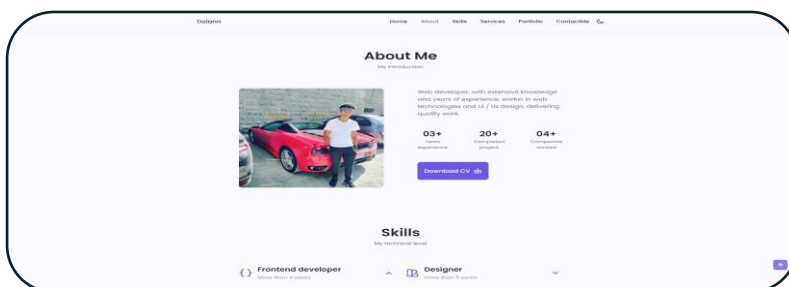 Dulann
Home About Skills Services Portfolio ContactMe
About Me
My Introduction
Web developer, with extensive knowledge
and years of experience, workin in web
technologies and Ui / Ux design, delivering
quality work.
03+ 20+ 04+
Years Completed Companies
experience project worked
Download CV
Skills
My technical level
Frontend developer
More than 4 years
Designer
More than 5 years